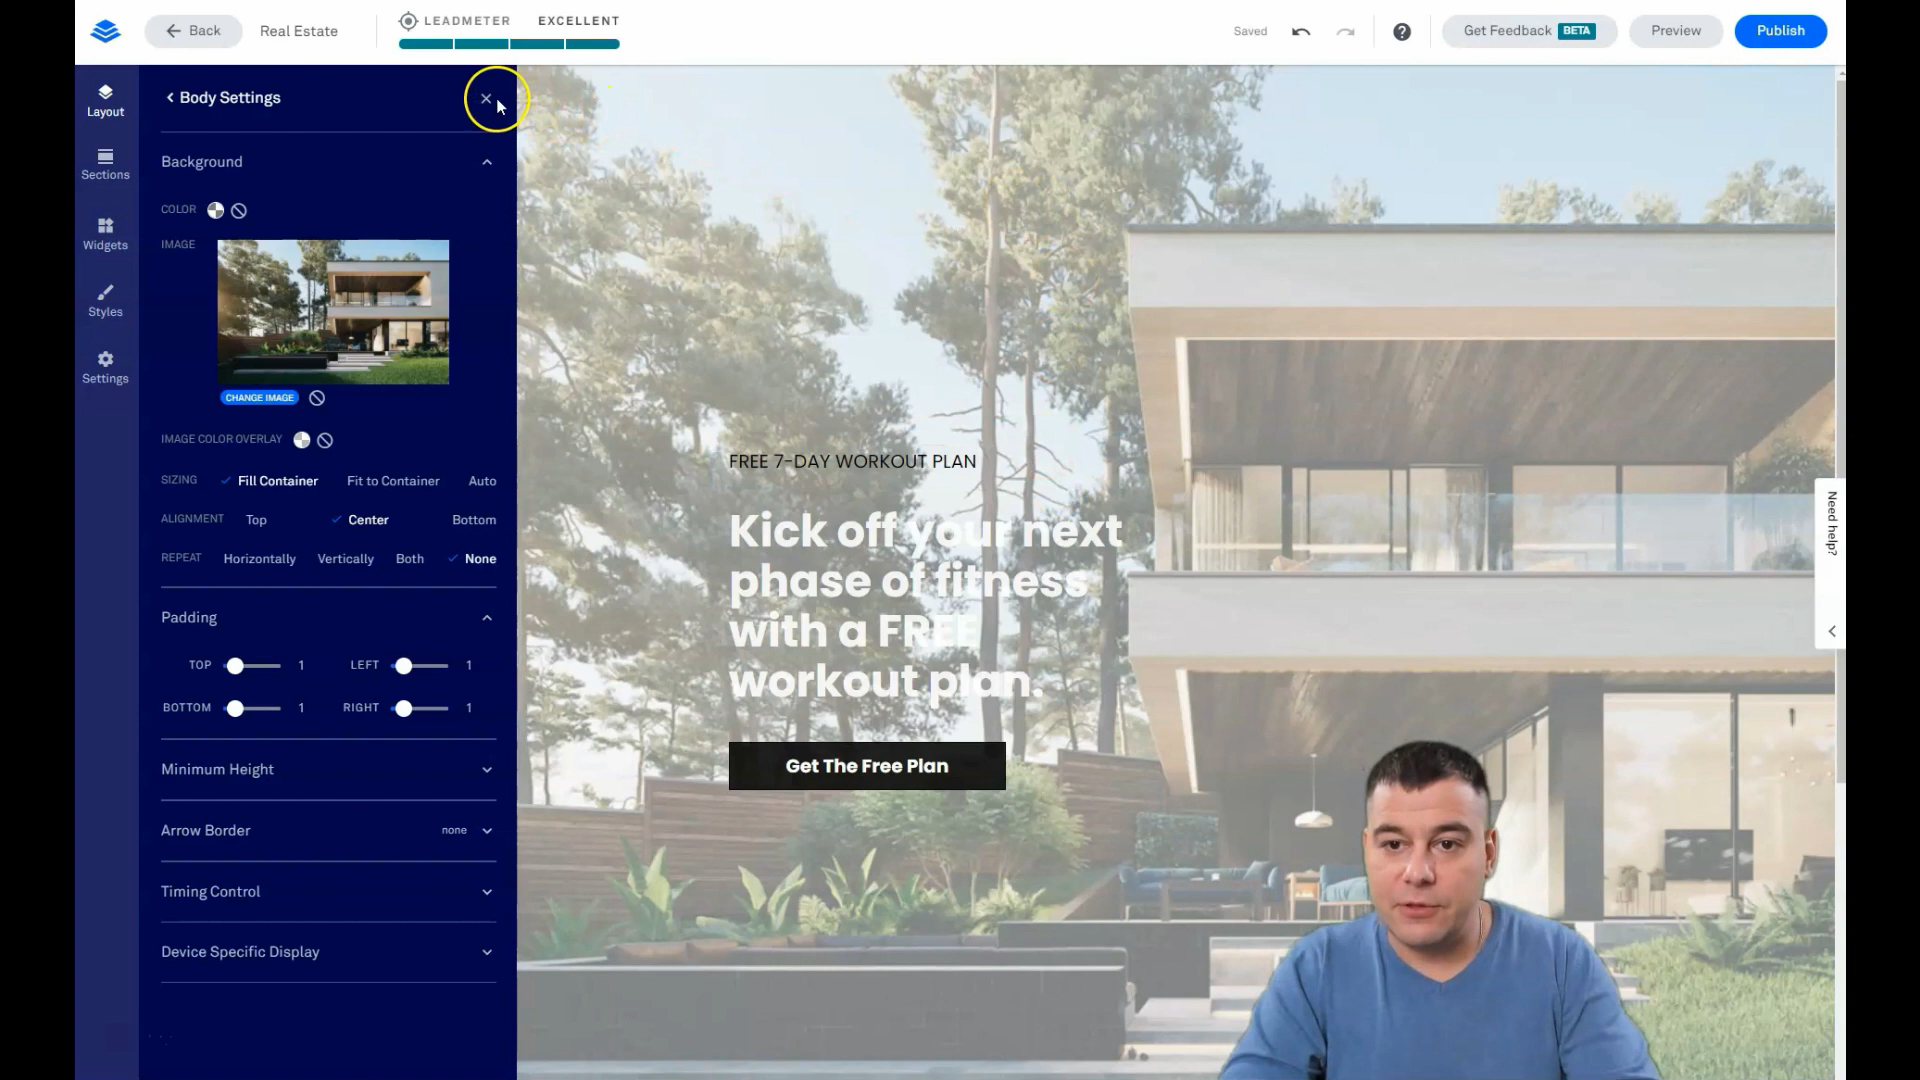 Back
Real Estate
LEADMETER EXCELLENT
Saved
Get Feedback BETA
Preview
Publish
Layout
Sections
Widgets
Styles
Settings
Body Settings
Background
COLOR
IMAGE
CHANGE IMAGE
IMAGE COLOR OVERLAY
SIZING Fill Container Fit to Container Auto
ALIGNMENT Top Center Bottom
REPEAT Horizontally Vertically Both None
Padding
TOP 1 LEFT 1
BOTTOM 1 RIGHT 1
Minimum Height
Arrow Border none
Timing Control
Device Specific Display
FREE 7-DAY WORKOUT PLAN
Kick off your next
phase of fitness
with a FREE
workout plan.
Get The Free Plan
Need help?